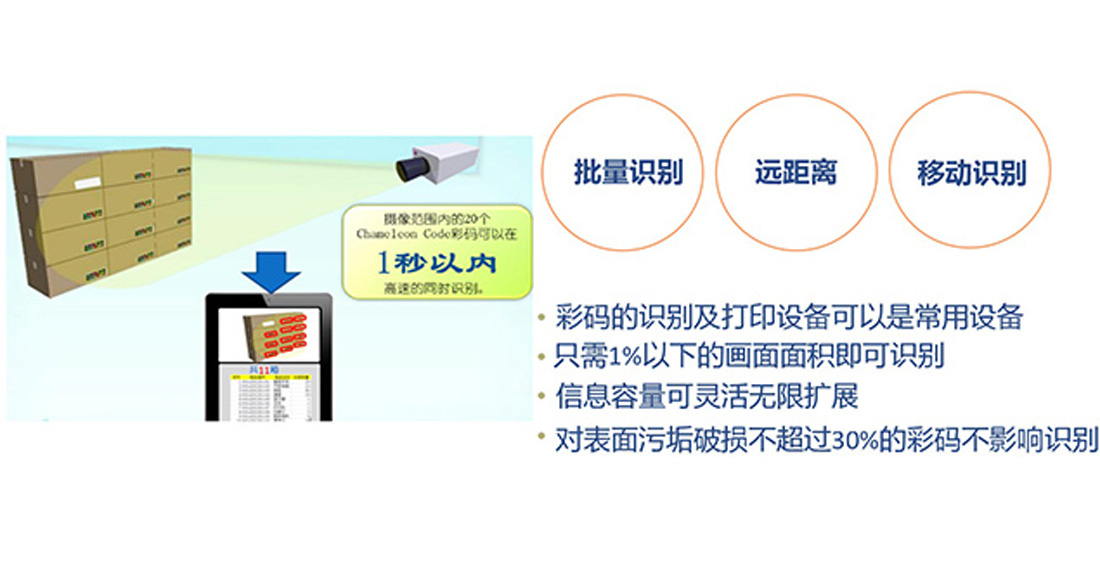 摄像范围内的20个
Chameleon Code彩码可以在
1秒以内
高速的同时识别。
共11箱
批量识别
远距离
移动识别
• 彩码的识别及打印设备可以是常用设备
• 只需1%以下的画面面积即可识别
• 信息容量可灵活无限扩展
• 对表面污垢破损不超过30%的彩码不影响识别